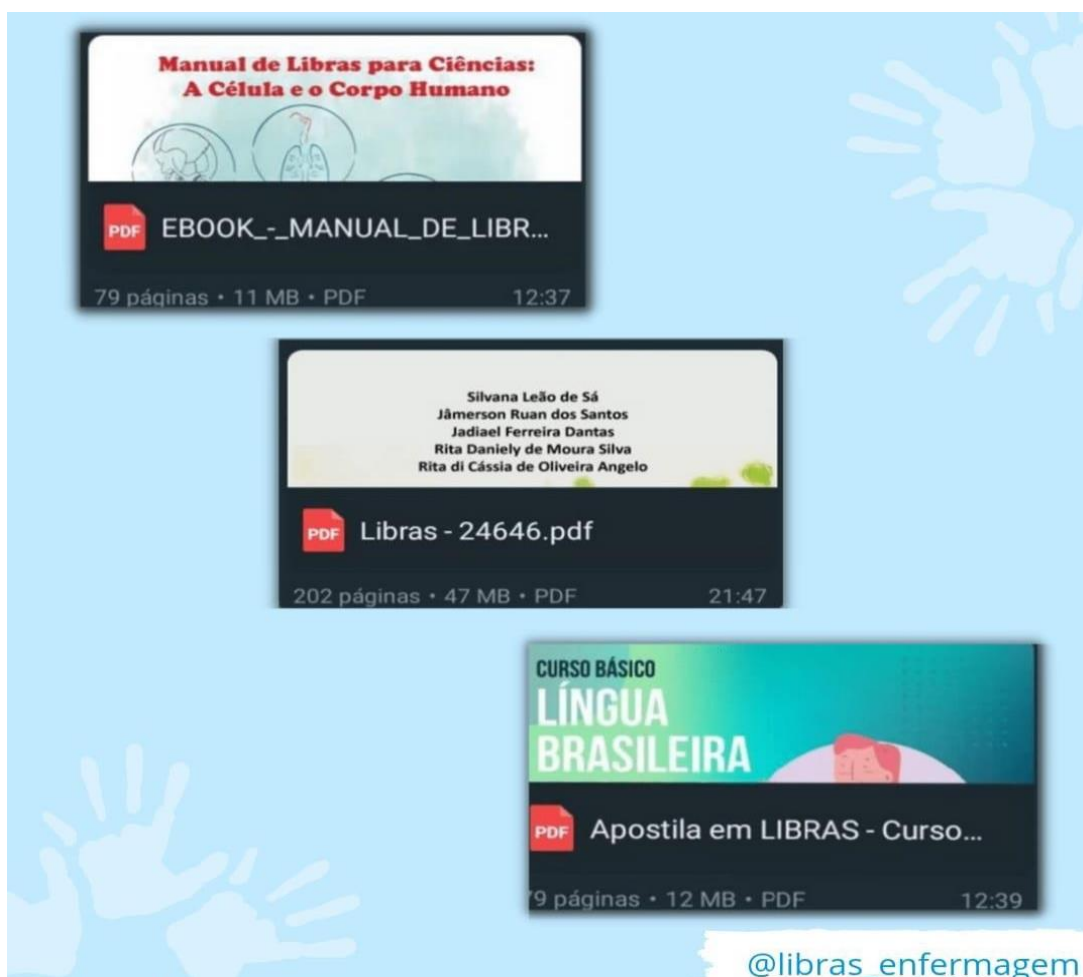 Manual de Libras para Ciências:
A Célula e o Corpo Humano
PDF EBOOK_-_MANUAL_DE_LIBR...
79 páginas • 11 MB • PDF 12:37
Silvana Leão de Sá
Jâmerson Ruan dos Santos
Jadiael Ferreira Dantas
Rita Daniely de Moura Silva
Rita di Cássia de Oliveira Angelo
PDF Libras - 24646.pdf
202 páginas • 47 MB • PDF 21:47
CURSO BÁSICO
LÍNGUA
BRASILEIRA
PDF Apostila em LIBRAS - Curso...
9 páginas • 12 MB • PDF 12:39
@libras_enfermagem